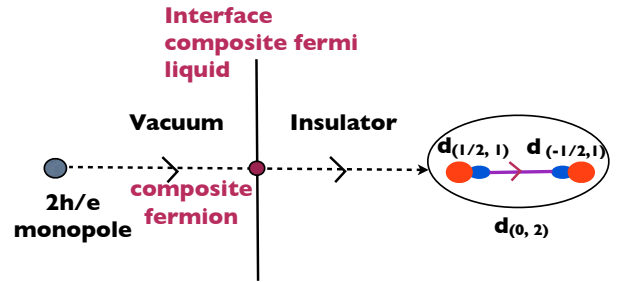 Interface
composite fermi
liquid
Vacuum
Insulator
d(1/2, 1) d (-1/2,1)
composite
fermion
2h/e
monopole
d(0, 2)